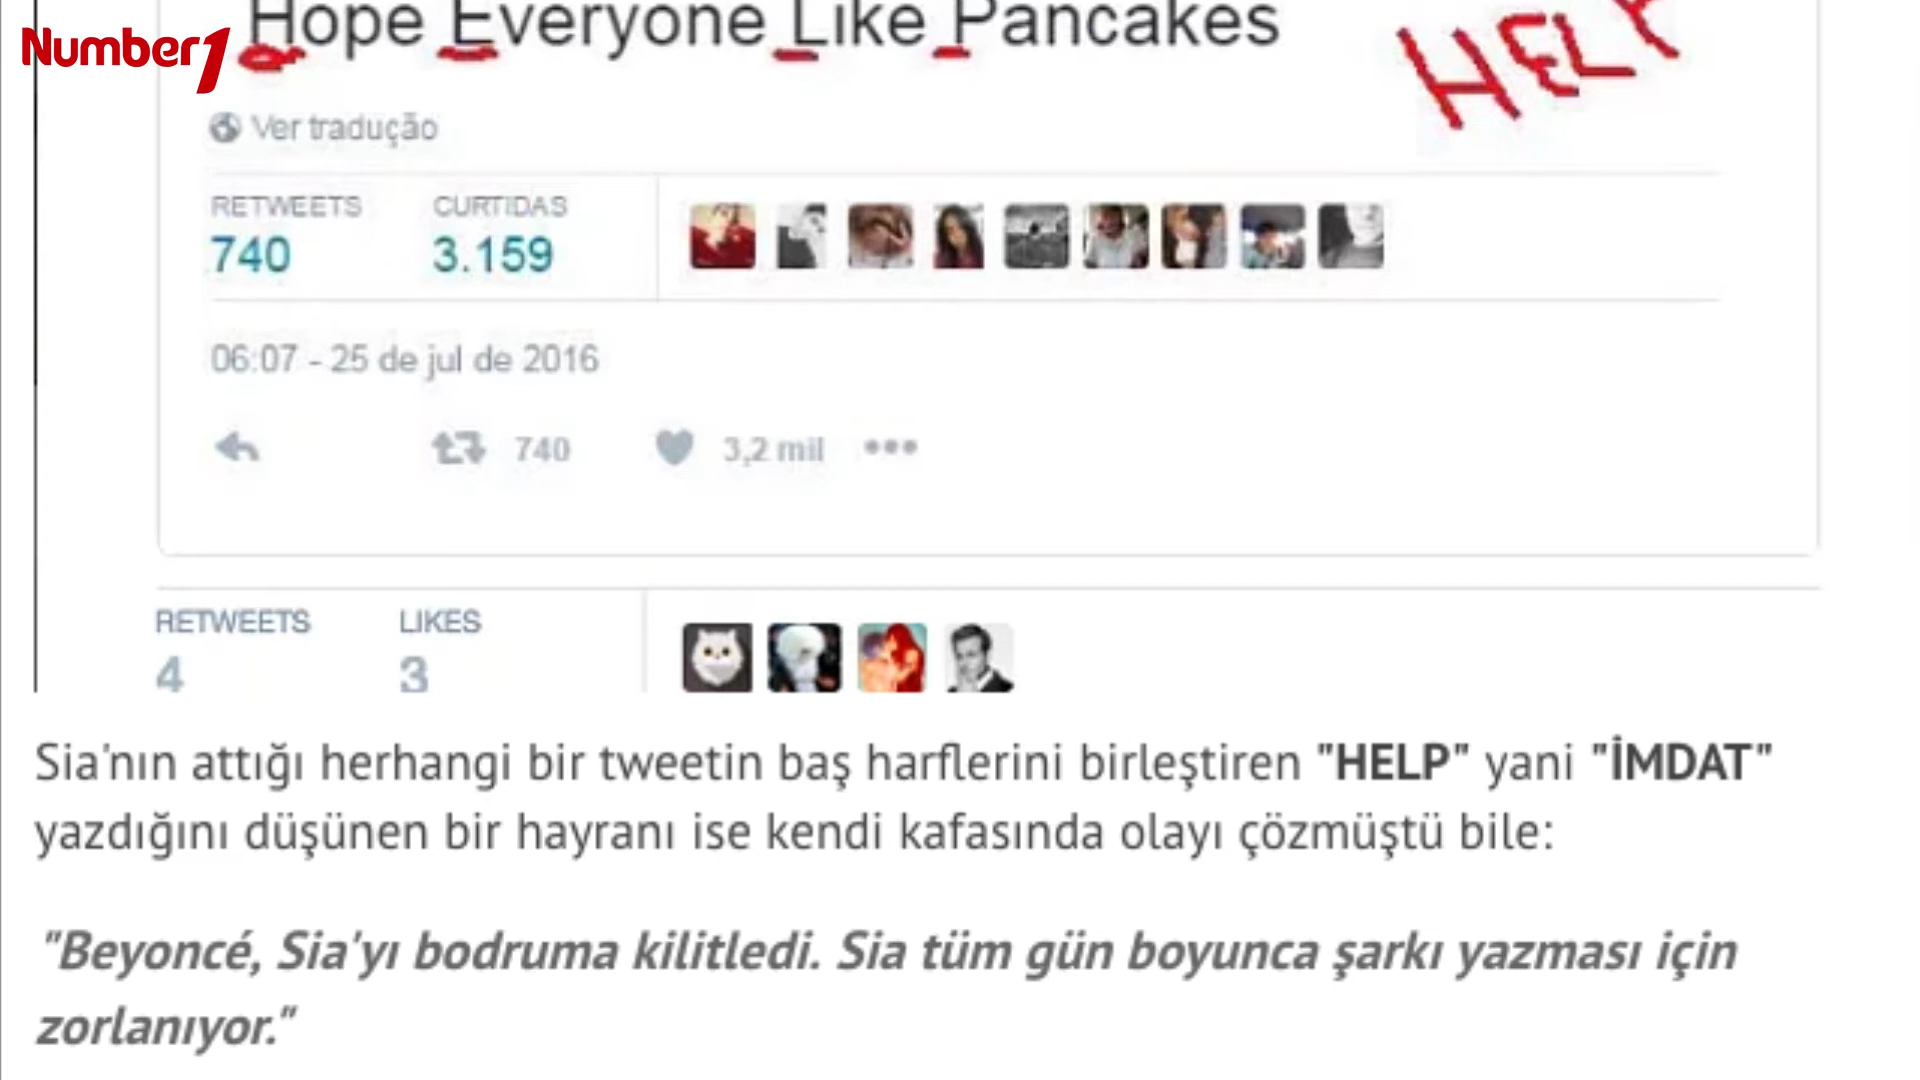 Number1
Hope Everyone Like Pancakes
HELP
Ver tradução
RETWEETS CURTIDAS
740 3.159
06:07 - 25 de jul de 2016
740 3,2 mil
RETWEETS LIKES
4 3
Sia'nın attığı herhangi bir tweetin baş harflerini birleştiren "HELP" yani "İMDAT"
yazdığını düşünen bir hayranı ise kendi kafasında olayı çözmüştü bile:
"Beyoncé, Sia'yı bodruma kilitledi. Sia tüm gün boyunca şarkı yazması için
zorlanıyor."